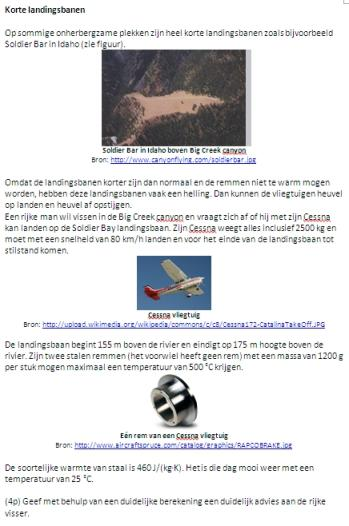 Korte landingsbanen
Op sommige onherbergzame plekken zijn heel korte landingsbanen zoals bijvoorbeeld
Soldier Bar in Idaho (zie figuur).
Soldier Bar in Idaho boven Big Creek canyon
Bron: http://www.canyonflying.com/soldierbar.jpg
Omdat de landingsbanen korter zijn dan normaal en de remmen niet te warm mogen
worden, hebben deze landingsbanen vaak een helling. Dan kunnen de vliegtuigen heuvel
op landen en heuvel af opstijgen.
Een rijke man wil vissen in de Big Creek canyon en vraagt zich af of hij met zijn Cessna
kan landen op de Soldier Bay landingsbaan. Zijn Cessna weegt alles inclusief 2500 kg en
moet met een snelheid van 80 km/h landen en voor het einde van de landingsbaan tot
stilstand komen.
Cessna vliegtuig
Bron: http://upload.wikimedia.org/wikipedia/commons/c/c8/Cessna172-CatalinaTakeOff.JPG
De landingsbaan begint 155 m boven de rivier en eindigt op 175 m hoogte boven de
rivier. Zijn twee stalen remmen (het voorwiel heeft geen rem) met een massa van 1200 g
per stuk mogen maximaal een temperatuur van 500 °C krijgen.
Eén rem van een Cessna vliegtuig
Bron: http://www.aircraftspruce.com/catalog/graphics/RAPCOBRAKE.jpg
De soortelijke warmte van staal is 460 J/(kg·K). Het is die dag mooi weer met een
temperatuur van 25 °C.
(4p) Geef met behulp van een duidelijke berekening een duidelijk advies aan de rijke
visser.